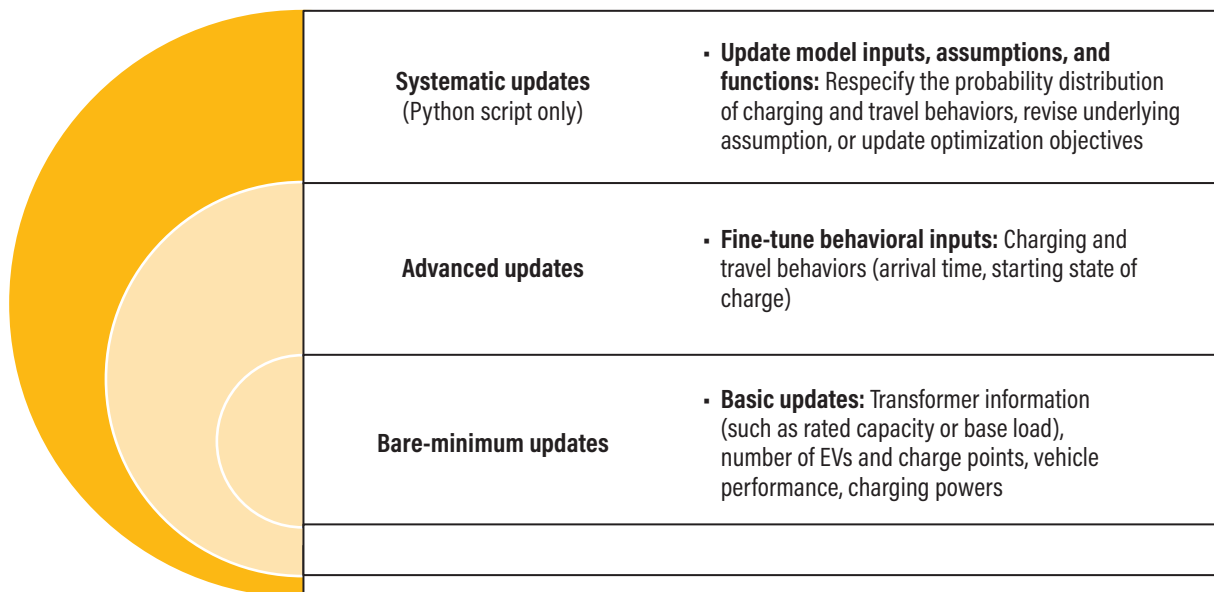 Systematic updates
(Python script only)
▪ Update model inputs, assumptions, and
functions: Respecify the probability distribution
of charging and travel behaviors, revise underlying
assumption, or update optimization objectives
Advanced updates
▪ Fine-tune behavioral inputs: Charging and
travel behaviors (arrival time, starting state of
charge)
Bare-minimum updates
▪ Basic updates: Transformer information
(such as rated capacity or base load),
number of EVs and charge points, vehicle
performance, charging powers